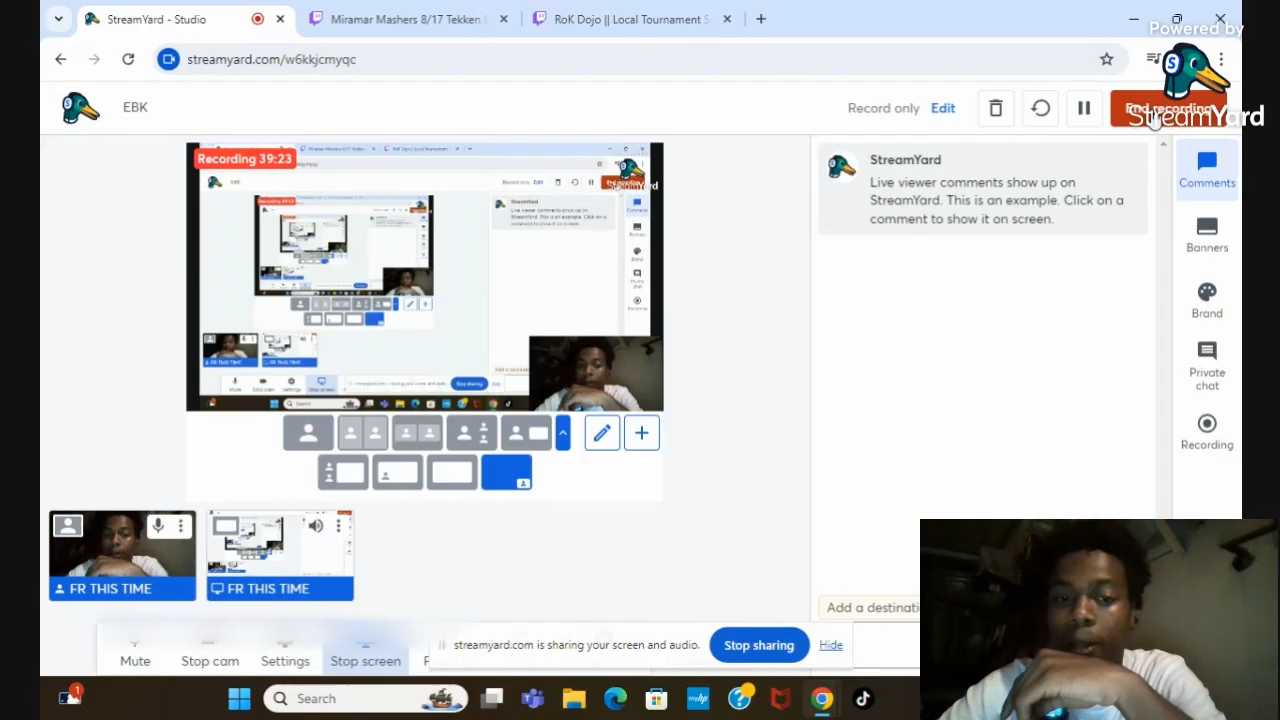 StreamYard - Studio
Miramar Mashers 8/17 Tekken
RoK Dojo || Local Tournament S
Powered by
StreamYard
streamyard.com/w6kkjcmyqc
EBK
Record only
Edit
End recording
Recording 39:23
StreamYard
Live viewer comments show up on
StreamYard. This is an example. Click on a
comment to show it on screen.
Comments
Banners
Brand
Private
chat
Recording
FR THIS TIME
FR THIS TIME
Add a destinati
streamyard.com is sharing your screen and audio.
Stop sharing
Hide
Mute
Stop cam
Settings
Stop screen
1
Search